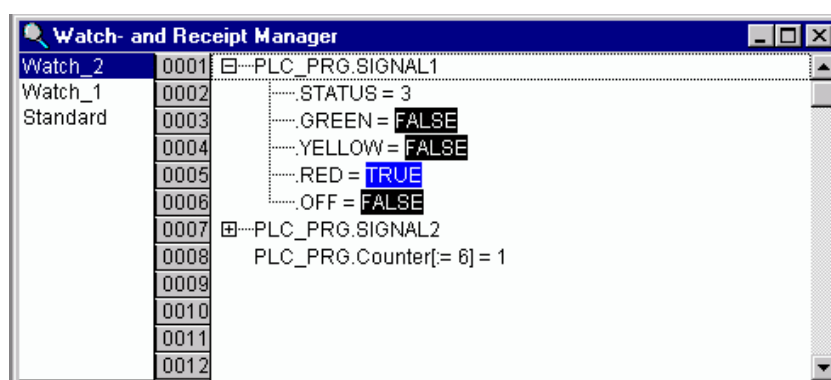 Watch- and Receipt Manager
Watch_2
Watch_1
Standard
0001 PLC_PRG.SIGNAL1
0002 .STATUS = 3
0003 .GREEN = FALSE
0004 .YELLOW = FALSE
0005 .RED = TRUE
0006 .OFF = FALSE
0007 PLC_PRG.SIGNAL2
0008 PLC_PRG.Counter[:= 6] = 1
0009
0010
0011
0012